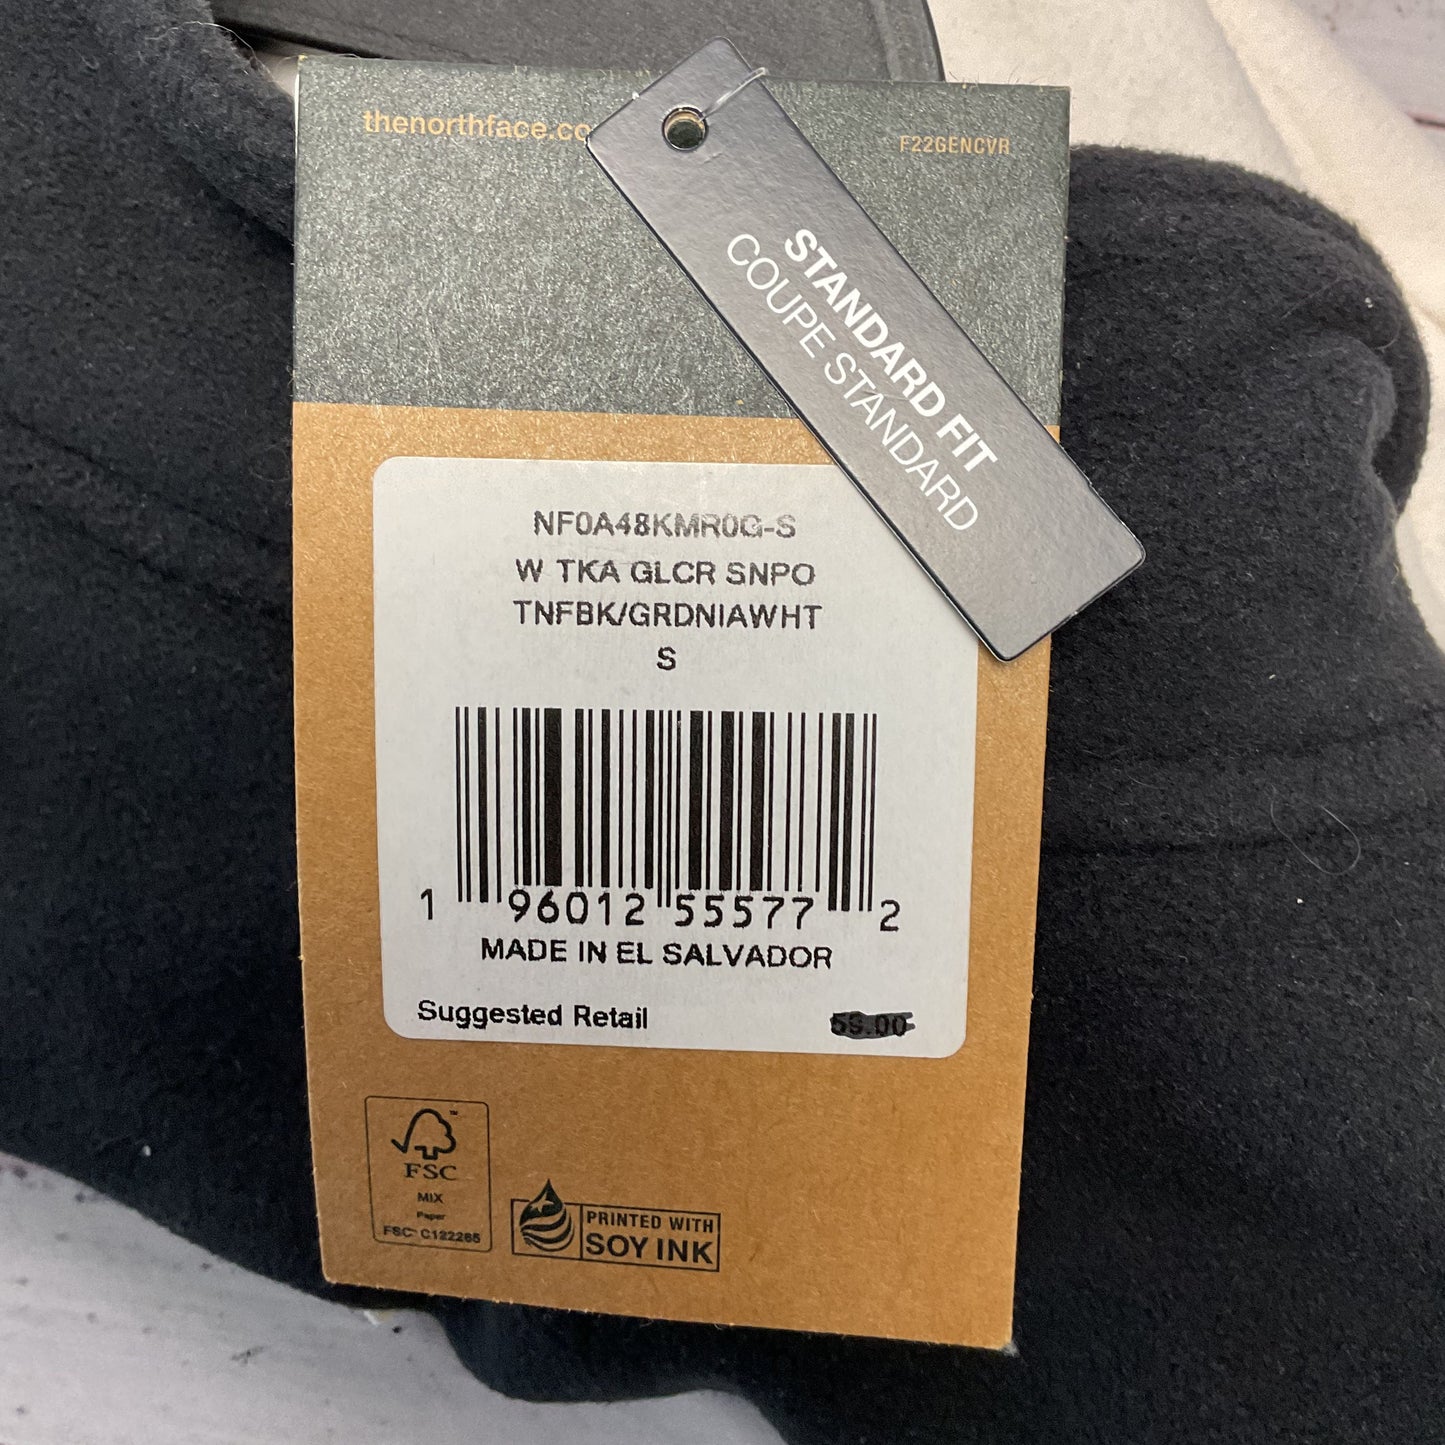 thenorthface.co
F22GENCVR
STANDARD FIT
COUPE STANDARD
NF0A48KMR0G-S
W TKA GLCR SNPO
TNFBK/GRDNIAWHT
S
1 96012 55577 2
MADE IN EL SALVADOR
Suggested Retail
FSC
MIX
Paper
FSC® C122265
PRINTED WITH
SOY INK